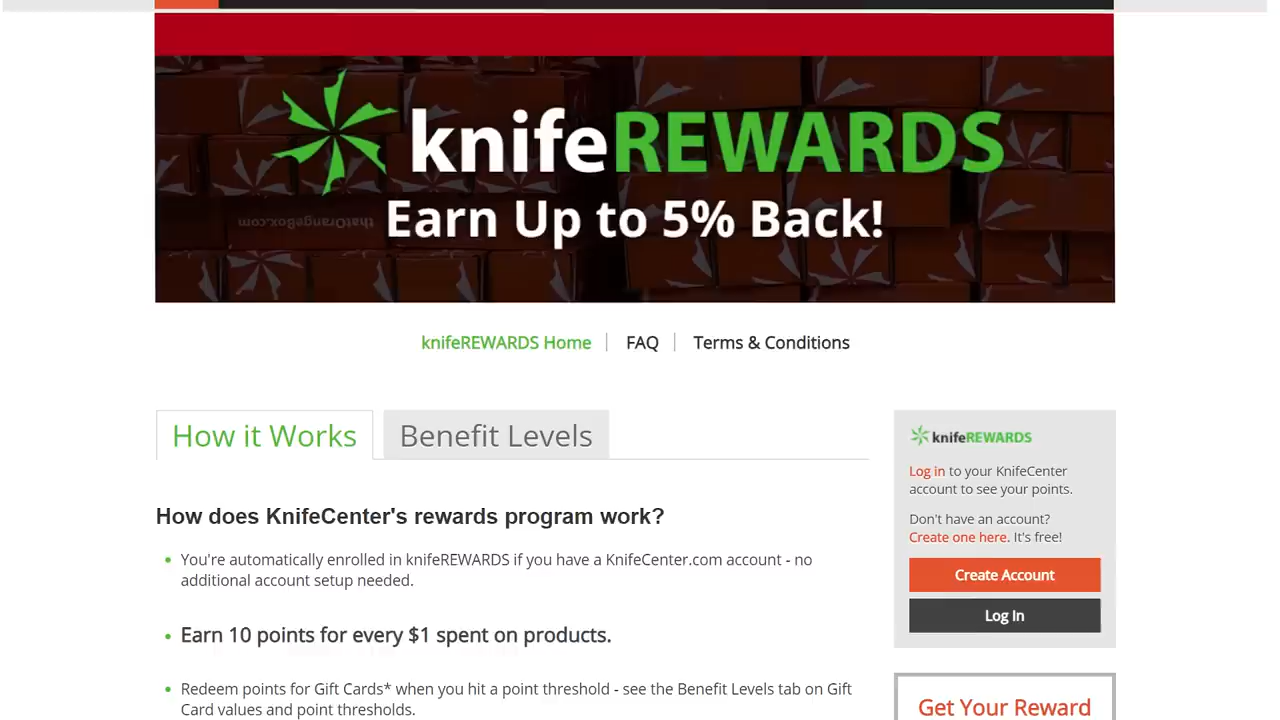 knifeREWARDS
Earn Up to 5% Back!
thatOrangeBox.com
knifeREWARDS Home | FAQ | Terms & Conditions
How it Works
Benefit Levels
How does KnifeCenter's rewards program work?
• You're automatically enrolled in knifeREWARDS if you have a KnifeCenter.com account - no
additional account setup needed.
• Earn 10 points for every $1 spent on products.
• Redeem points for Gift Cards* when you hit a point threshold - see the Benefit Levels tab on Gift
Card values and point thresholds.
knifeREWARDS
Log in to your KnifeCenter
account to see your points.
Don't have an account?
Create one here. It's free!
Create Account
Log In
Get Your Reward